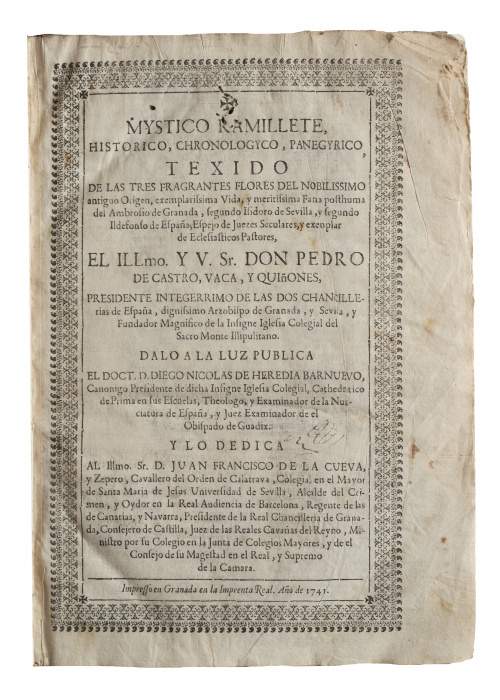 MYSTICO RAMILLETE,
HISTORICO, CHRONOLOGYCO, PANEGYRICO,
TEXIDO
DE LAS TRES FRAGRANTES FLORES DEL NOBILISSIMO
antiguo Origen, exemplarissima Vida, y meritissima Fama posthuma
del Ambrosio de Granada, segundo Isidoro de Sevilla, y segundo
Ildefonso de España, Espejo de Juezes Seculares, y exemplar
de Eclesiasticos Pastores,
EL ILLmo. Y V. Sr. DON PEDRO
DE CASTRO, VACA, Y QUIñONES,
PRESIDENTE INTEGERRIMO DE LAS DOS CHANCILLE-
rias de España, dignissimo Arzobispo de Granada, y Sevilla, y
Fundador Magnifico de la Insigne Iglesia Colegial del
Sacro Monte Illipulitano.
DALO A LA LUZ PUBLICA
EL DOCT. D. DIEGO NICOLAS DE HEREDIA BARNUEVO,
Canonigo Presidente de dicha Insigne Iglesia Colegial, Cathedratico
de Prima en sus Escuelas, Theologo, y Examinador de la Nun-
ciatura de España, y Juez Examinador de el
Obispado de Guadix.
Y LO DEDICA
AL Illmo. Sr. D. JUAN FRANCISCO DE LA CUEVA,
y Zepero, Cavallero del Orden de Calatrava, Colegial en el Mayor
de Santa Maria de Jesus Universidad de Sevilla, Alcalde del Cri-
men, y Oydor en la Real Audiencia de Barcelona, Regente de las
de Canarias, y Navarra, Presidente de la Real Chancilleria de Grana-
da, Consejero de Castilla, Juez de las Reales Cavañas del Reyno, Mi-
nistro por su Colegio en la Junta de Colegios Mayores, y de el
Consejo de su Magestad en el Real, y Supremo
de la Camara.
Impresso en Granada en la Imprenta Real. Año de 1741.